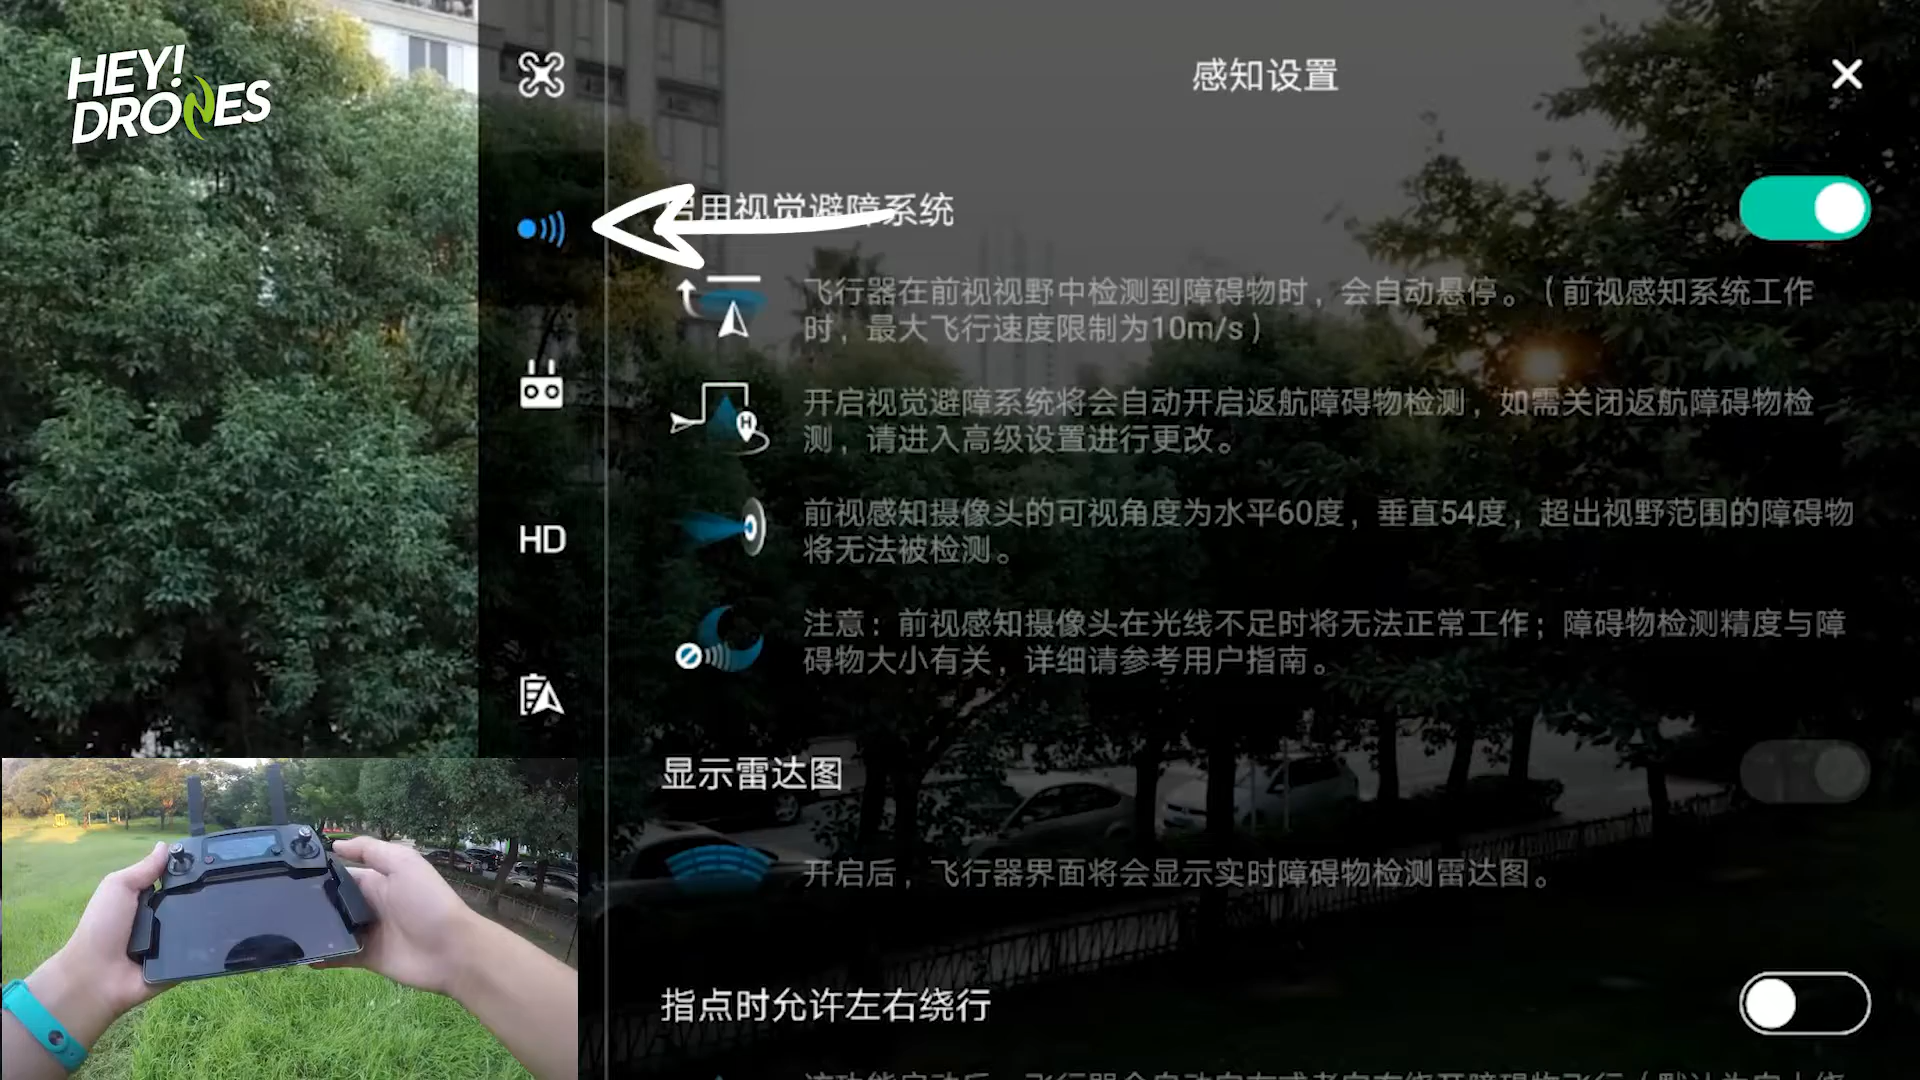 HEY!
DRONES
感知设置
启用视觉避障系统
飞行器在前视视野中检测到障碍物时，会自动悬停。（前视感知系统工作
时，最大飞行速度限制为10m/s）
开启视觉避障系统将会自动开启返航障碍物检测，如需关闭返航障碍物检
测，请进入高级设置进行更改。
H
前视感知摄像头的可视角度为水平60度，垂直54度，超出视野范围的障碍物
将无法被检测。
HD
注意：前视感知摄像头在光线不足时将无法正常工作；障碍物检测精度与障
碍物大小有关，详细请参考用户指南。
显示雷达图
开启后，飞行器界面将会显示实时障碍物检测雷达图。
指点时允许左右绕行